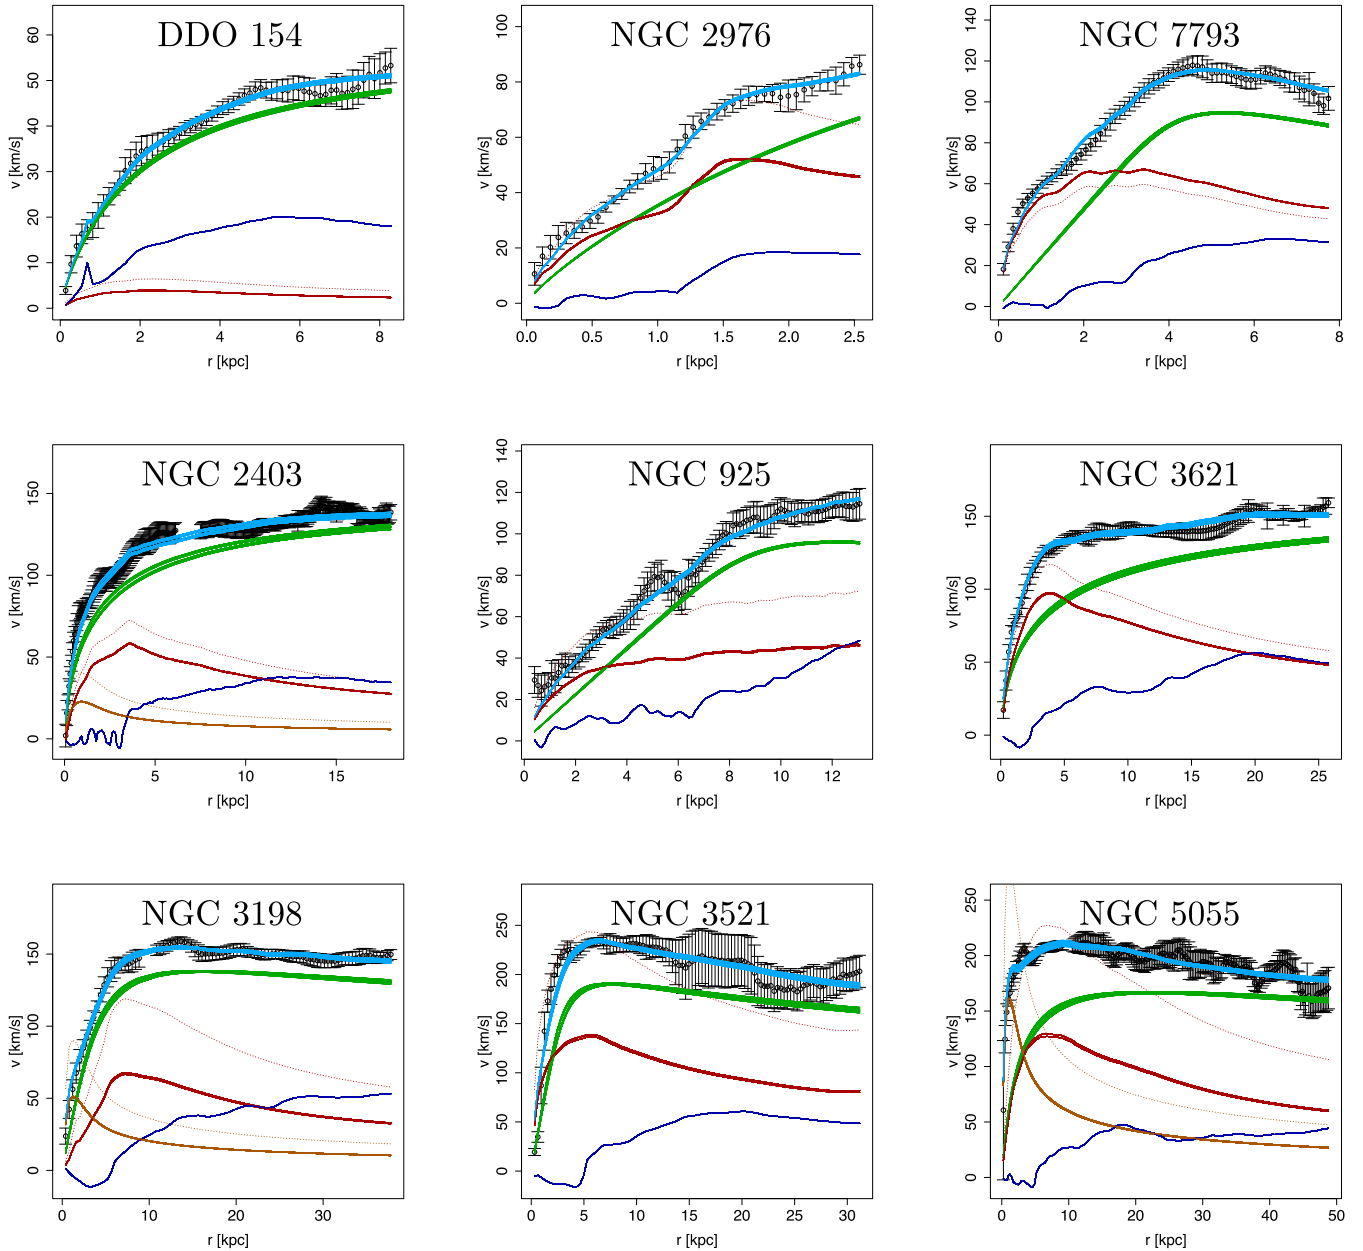 DDO 154
v [km/s]
0 10 20 30 40 50 60
0 2 4 6 8
r [kpc]
NGC 2976
v [km/s]
0 20 40 60 80 100
0.0 0.5 1.0 1.5 2.0 2.5
r [kpc]
NGC 7793
v [km/s]
0 20 40 60 80 100 120 140
0 2 4 6 8
r [kpc]
NGC 2403
v [km/s]
0 50 100 150
0 5 10 15
r [kpc]
NGC 925
v [km/s]
0 20 40 60 80 100 120 140
0 2 4 6 8 10 12
r [kpc]
NGC 3621
v [km/s]
0 50 100 150
0 5 10 15 20 25
r [kpc]
NGC 3198
v [km/s]
0 50 100 150
0 10 20 30
r [kpc]
NGC 3521
v [km/s]
0 50 100 150 200 250
0 5 10 15 20 25 30
r [kpc]
NGC 5055
v [km/s]
0 50 100 150 200 250
0 10 20 30 40 50
r [kpc]